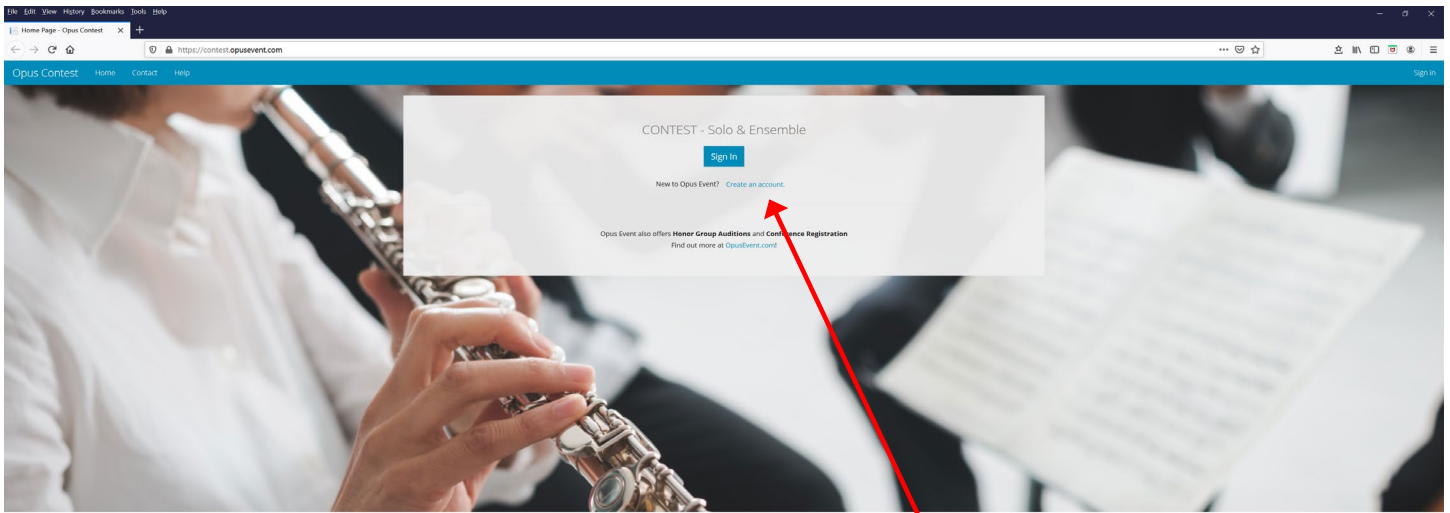 File Edit View History Bookmarks Tools Help
Home Page - Opus Contest
https://contest.opusevent.com
Opus Contest Home Contact Help Sign in
CONTEST - Solo & Ensemble
Sign In
New to Opus Event? Create an account.
Opus Event also offers Honor Group Auditions and Conference Registration
Find out more at OpusEvent.com!